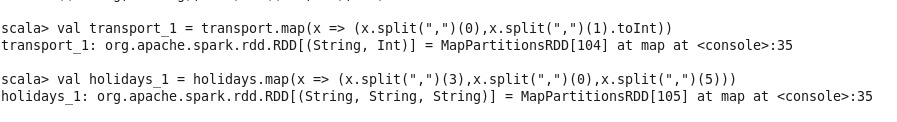 scala> val transport_1 = transport.map(x => (x.split(",")(0),x.split(",")(1).toInt))
transport_1: org.apache.spark.rdd.RDD[(String, Int)] = MapPartitionsRDD[104] at map at <console>:35
scala> val holidays_1 = holidays.map(x => (x.split(",")(3),x.split(",")(0),x.split(",")(5)))
holidays_1: org.apache.spark.rdd.RDD[(String, String, String)] = MapPartitionsRDD[105] at map at <console>:35